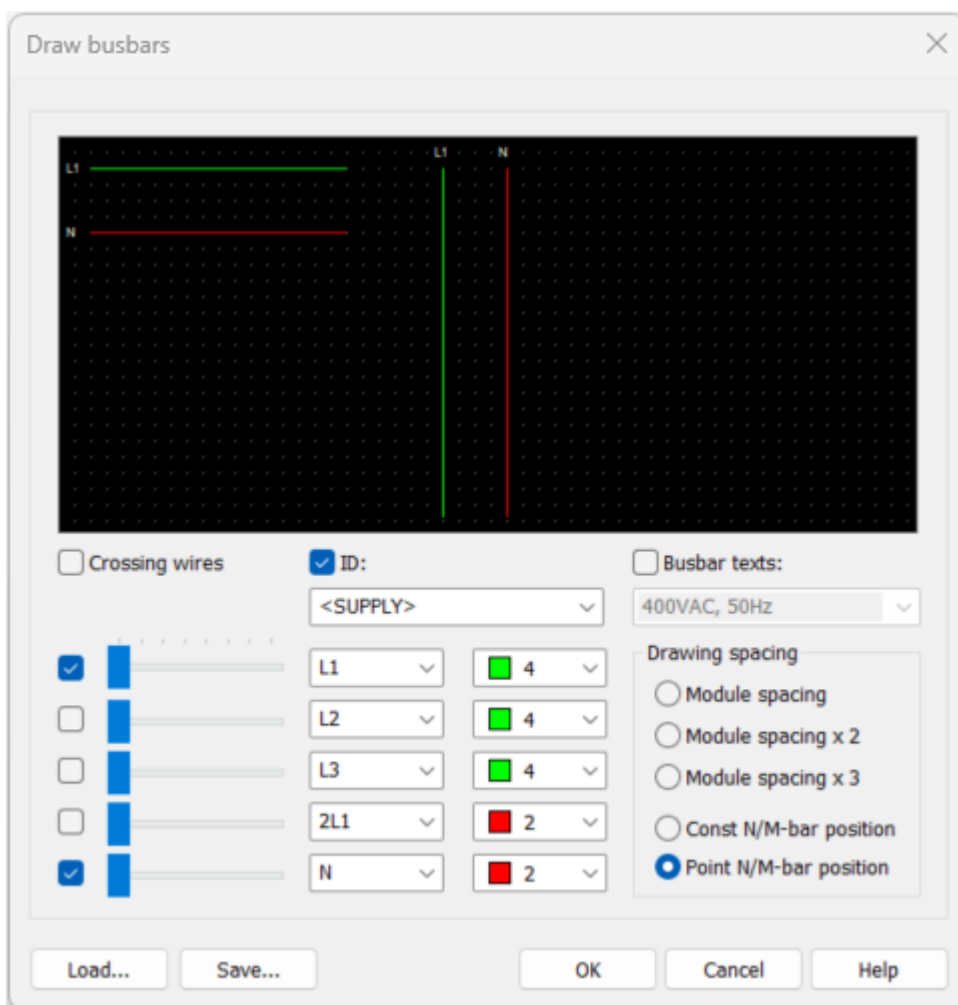 Draw busbars
L1 N
L1
N
Crossing wires
ID:
Busbar texts:
<SUPPLY>
400VAC, 50Hz
L1 4
L2 4
L3 4
2L1 2
N 2
Drawing spacing
Module spacing
Module spacing x 2
Module spacing x 3
Const N/M-bar position
Point N/M-bar position
Load...
Save...
OK
Cancel
Help